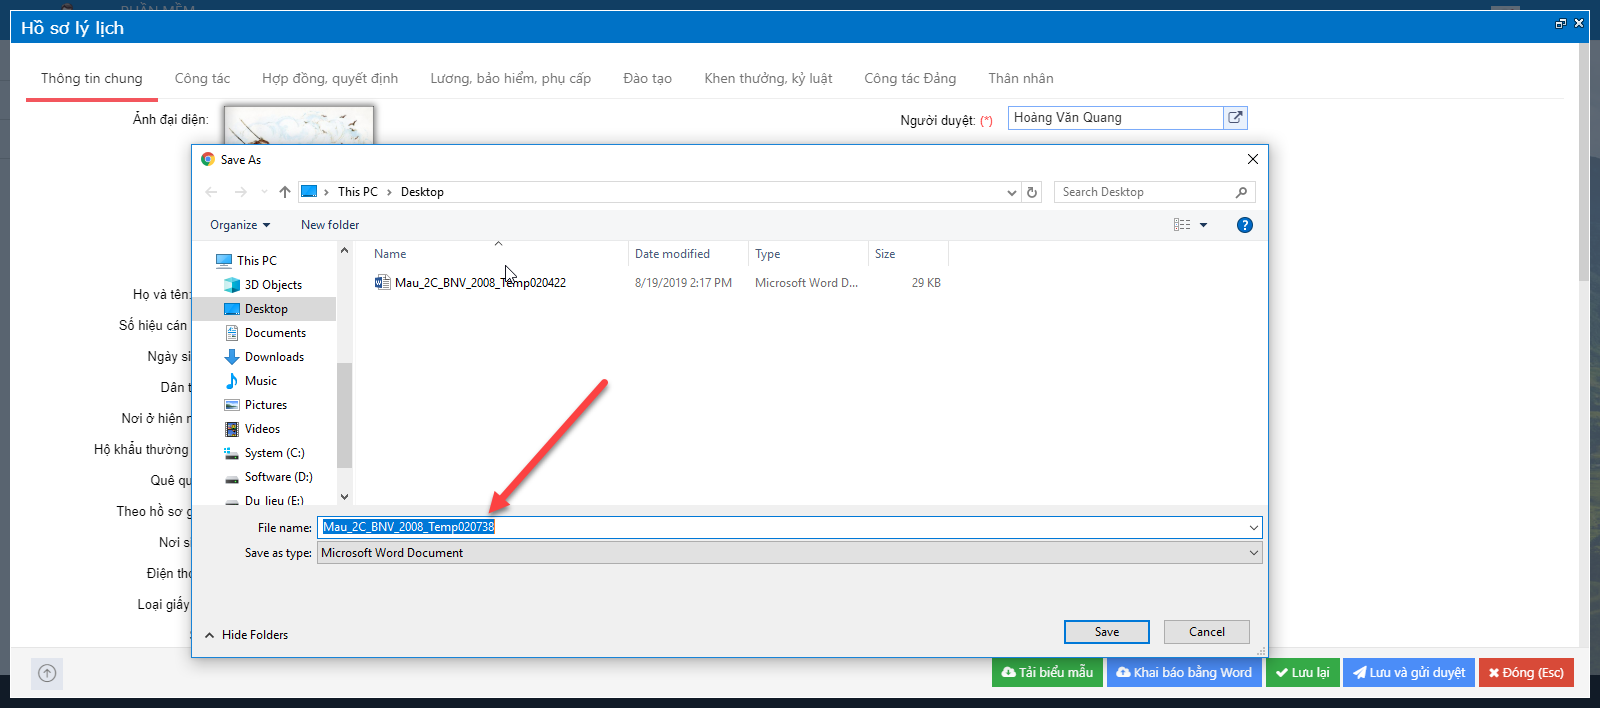 PHẦN MỀM
Hồ sơ lý lịch
Thông tin chung Công tác Hợp đồng, quyết định Lương, bảo hiểm, phụ cấp Đào tạo Khen thưởng, kỷ luật Công tác Đảng Thân nhân
Ảnh đại diện:
Người duyệt: (*) Hoàng Văn Quang
Save As
This PC > Desktop
Search Desktop
Organize New folder
Name Date modified Type Size
Mau_2C_BNV_2008_Temp020422 8/19/2019 2:17 PM Microsoft Word D... 29 KB
This PC
3D Objects
Desktop
Documents
Downloads
Music
Pictures
Videos
System (C:)
Software (D:)
Du_lieu (E:)
Họ và tên:
Số hiệu cán
Ngày si
Dân t
Nơi ở hiện n
Hộ khẩu thường
Quê qu
Theo hồ sơ g
Nơi si
Điện tho
Loại giấy
File name: Mau_2C_BNV_2008_Temp020738
Save as type: Microsoft Word Document
Hide Folders
Save Cancel
Tải biểu mẫu Khai báo bằng Word Lưu lại Lưu và gửi duyệt Đóng (Esc)